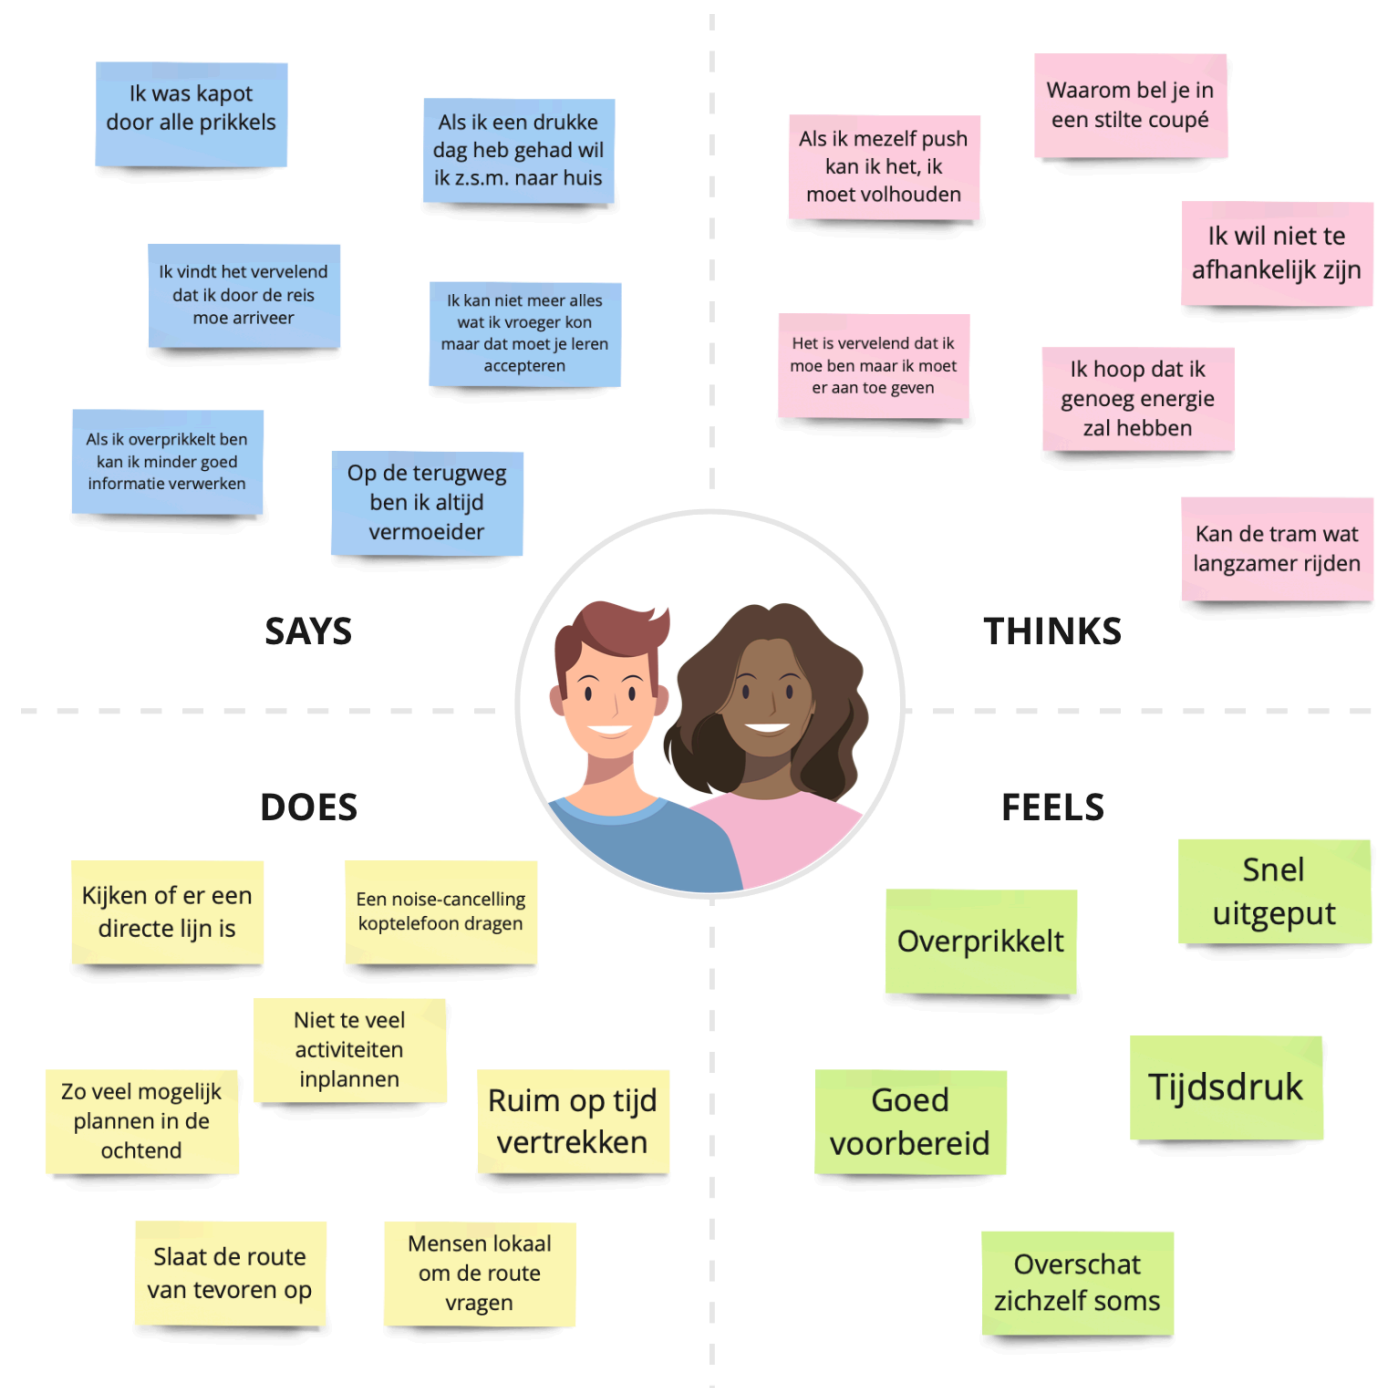 Ik was kapot
door alle prikkels
Als ik een drukke
dag heb gehad wil
ik z.s.m. naar huis
Ik vindt het vervelend
dat ik door de reis
moe arriveer
Ik kan niet meer alles
wat ik vroeger kon
maar dat moet je leren
accepteren
Als ik overprikkelt ben
kan ik minder goed
informatie verwerken
Op de terugweg
ben ik altijd
vermoeider
SAYS
Waarom bel je in
een stilte coupé
Als ik mezelf push
kan ik het, ik
moet volhouden
Ik wil niet te
afhankelijk zijn
Het is vervelend dat ik
moe ben maar ik moet
er aan toe geven
Ik hoop dat ik
genoeg energie
zal hebben
Kan de tram wat
langzamer rijden
THINKS
DOES
Kijken of er een
directe lijn is
Een noise-cancelling
koptelefoon dragen
Niet te veel
activiteiten
inplannen
Zo veel mogelijk
plannen in de
ochtend
Ruim op tijd
vertrekken
Slaat de route
van tevoren op
Mensen lokaal
om de route
vragen
FEELS
Snel
uitgeput
Overprikkelt
Tijdsdruk
Goed
voorbereid
Overschat
zichzelf soms